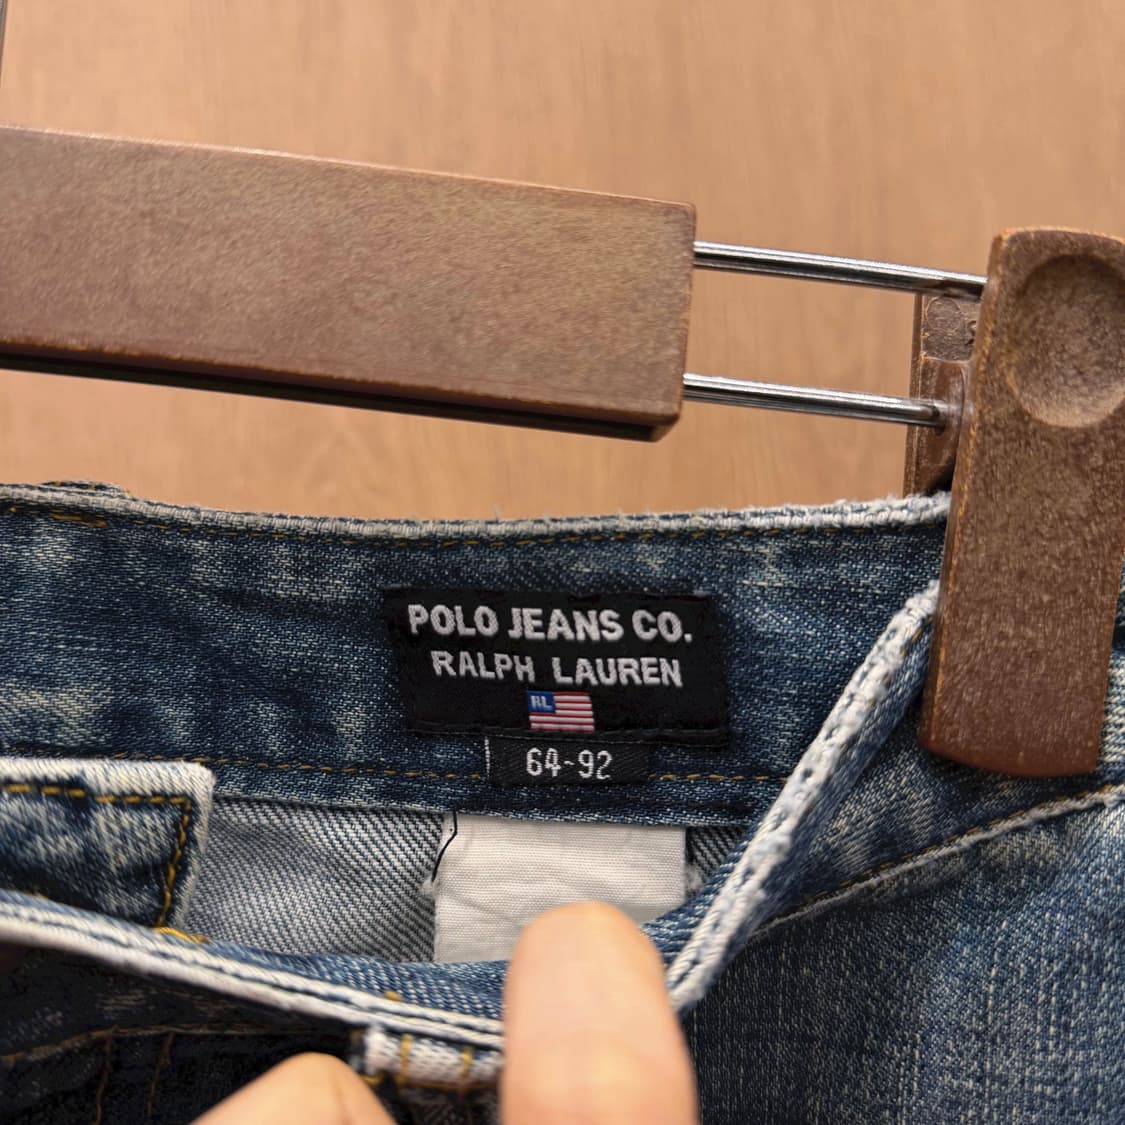 POLO JEANS CO.
RALPH LAUREN
RL
64-92